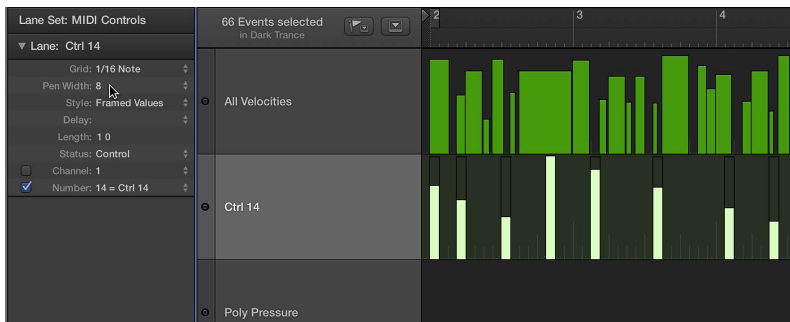 Lane Set: MIDI Controls
Lane: Ctrl 14
Grid: 1/16 Note
Pen Width: 8
Style: Framed Values
Delay:
Length: 1 0
Status: Control
Channel: 1
Number: 14 = Ctrl 14
66 Events selected
in Dark Trance
2 3 4
All Velocities
Ctrl 14
Poly Pressure